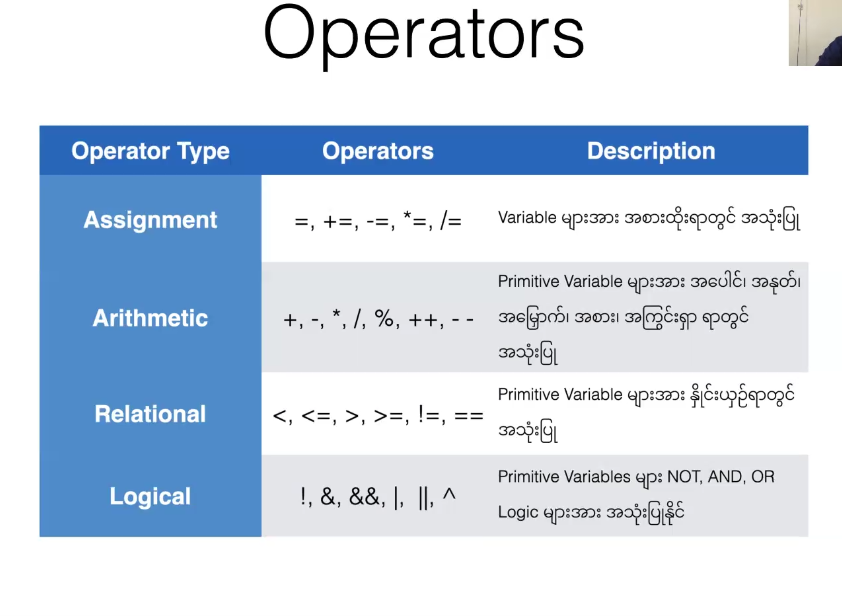 Operators
Operator Type Operators Description
Assignment =, +=, -=, *=, /= Variable များအား အစားထိုးရာတွင် အသုံးပြု
Arithmetic +, -, *, /, %, ++, - - Primitive Variable များအား အပေါင်၊ အနုတ်၊
အမြှောက်၊ အစား၊ အကြွင်းရှာ ရာတွင်
အသုံးပြု
Relational <, <=, >, >=, !=, == Primitive Variable များအား နှိုင်းယှဉ်ရာတွင်
အသုံးပြု
Logical !, &, &&, |, ||, ^ Primitive Variables များ NOT, AND, OR
Logic များအား အသုံးပြုနိုင်